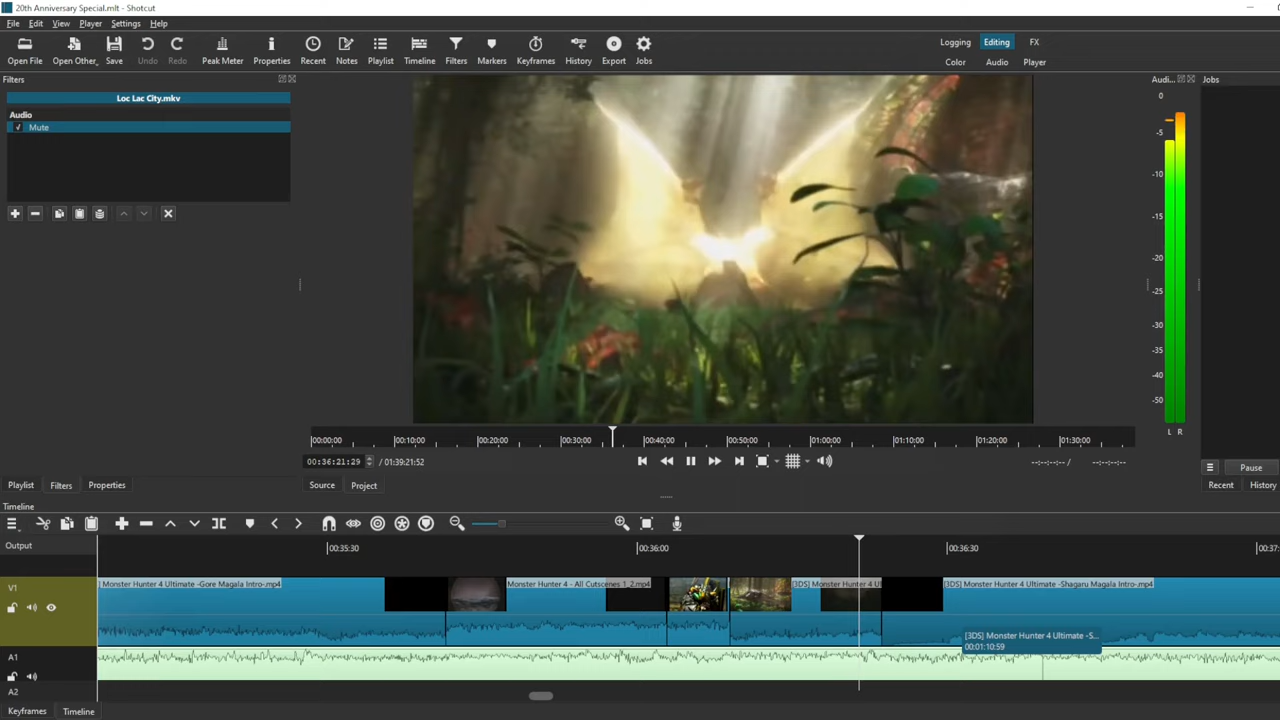 20th Anniversary Special.mlt - Shotcut
File Edit View Player Settings Help
Open File Open Other.. Save Undo Redo Peak Meter Properties Recent Notes Playlist Timeline Filters Markers Keyframes History Export Jobs
Logging Editing FX
Color Audio Player
Filters
Loc Lac City.mkv
Audio
Mute
Audi...
Jobs
0
-5
-10
-15
-20
-25
-30
-35
-40
-50
L R
00:00:00 00:10:00 00:20:00 00:30:00 00:40:00 00:50:00 01:00:00 01:10:00 01:20:00 01:30:00
00:36:21:29 / 01:39:21:52
--:--:--:-- / --:--:--:--
Pause
Playlist Filters Properties
Source Project
Recent History
Timeline
Output
00:35:30 00:36:00 00:36:30 00:37:
V1
] Monster Hunter 4 Ultimate -Gore Magala Intro-.mp4
Monster Hunter 4 - All Cutscenes 1_2.mp4
[3DS] Monster Hunter 4 Ul
[3DS] Monster Hunter 4 Ultimate -Shagaru Magala Intro-.mp4
[3DS] Monster Hunter 4 Ultimate -S...
00:01:10:59
A1
A2
Keyframes Timeline